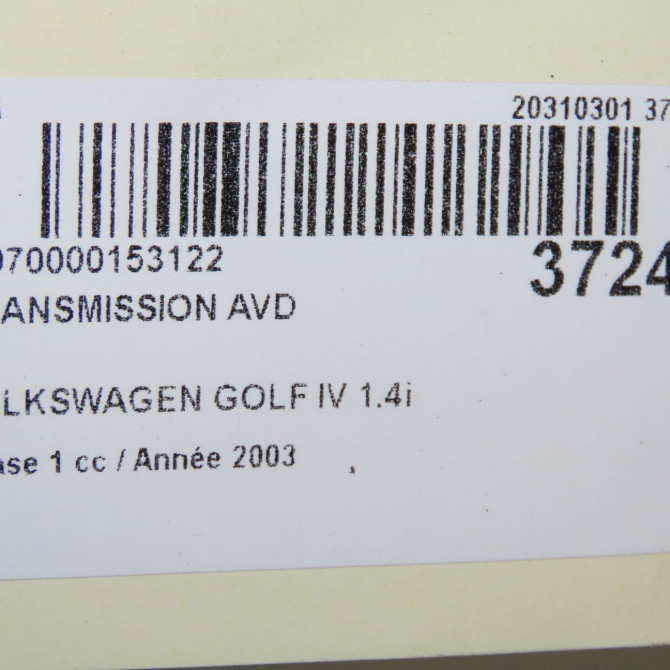 20310301 37
070000153122
3724
ANSMISSION AVD
LKSWAGEN GOLF IV 1.4i
ase 1 cc / Année 2003